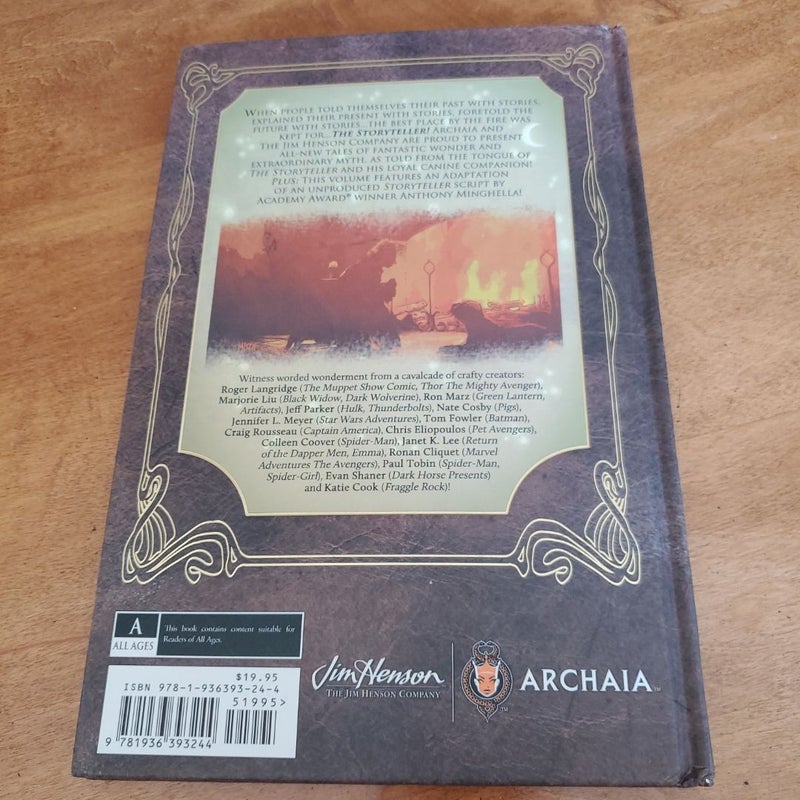 WHEN PEOPLE TOLD THEMSELVES THEIR PAST WITH STORIES,
EXPLAINED THEIR PRESENT WITH STORIES, FORETOLD THE
FUTURE WITH STORIES...THE BEST PLACE BY THE FIRE WAS
KEPT FOR... THE STORYTELLER! ARCHAIA AND
THE JIM HENSON COMPANY ARE PROUD TO PRESENT
ALL-NEW TALES OF FANTASTIC WONDER AND
EXTRAORDINARY MYTH, AS TOLD FROM THE TONGUE OF
THE STORYTELLER AND HIS LOYAL CANINE COMPANION!
PLUS: THIS VOLUME FEATURES AN ADAPTATION
OF AN UNPRODUCED STORYTELLER SCRIPT BY
ACADEMY AWARD® WINNER ANTHONY MINGHELLA!
Witness worded wonderment from a cavalcade of crafty creators:
Roger Langridge (The Muppet Show Comic, Thor The Mighty Avenger),
Marjorie Liu (Black Widow, Dark Wolverine), Ron Marz (Green Lantern,
Artifacts), Jeff Parker (Hulk, Thunderbolts), Nate Cosby (Pigs),
Jennifer L. Meyer (Star Wars Adventures), Tom Fowler (Batman),
Craig Rousseau (Captain America), Chris Eliopoulos (Pet Avengers),
Colleen Coover (Spider-Man), Janet K. Lee (Return
of the Dapper Men, Emma), Ronan Cliquet (Marvel
Adventures The Avengers), Paul Tobin (Spider-Man,
Spider-Girl), Evan Shaner (Dark Horse Presents)
and Katie Cook (Fraggle Rock)!
A
ALL AGES
This book contains content suitable for
Readers of All Ages.
$19.95
ISBN 978-1-936393-24-4
51995>
9 781936 393244
Jim Henson
THE JIM HENSON COMPANY
TM
ARCHAIA™